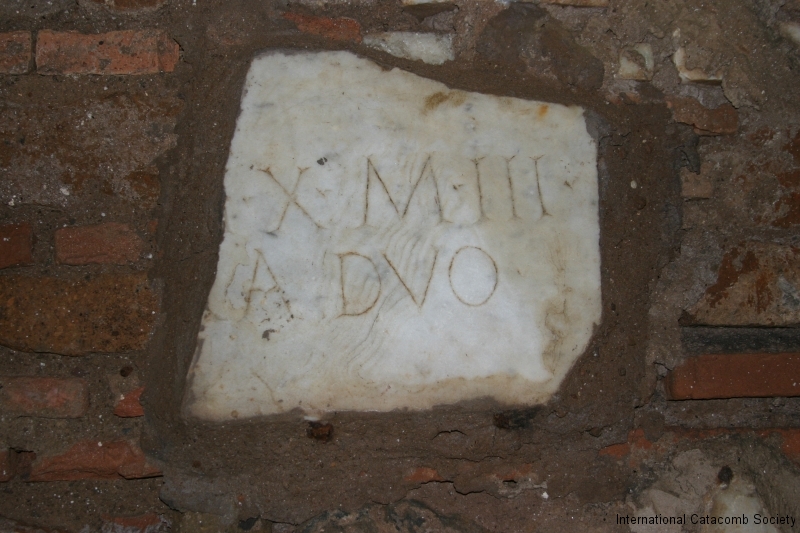 X·M·III
A DVO
International Catacomb Society